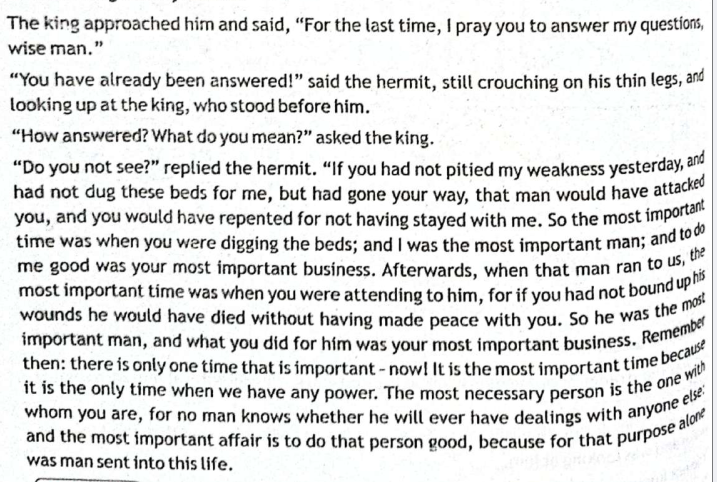 The king approached him and said, “For the last time, I pray you to answer my questions,
wise man.”
“You have already been answered!” said the hermit, still crouching on his thin legs, and
looking up at the king, who stood before him.
“How answered? What do you mean?” asked the king.
“Do you not see?” replied the hermit. “If you had not pitied my weakness yesterday, and
had not dug these beds for me, but had gone your way, that man would have attacked
you, and you would have repented for not having stayed with me. So the most important
time was when you were digging the beds; and I was the most important man; and to do
me good was your most important business. Afterwards, when that man ran to us, the
most important time was when you were attending to him, for if you had not bound up his
wounds he would have died without having made peace with you. So he was the most
important man, and what you did for him was your most important business. Remember
then: there is only one time that is important - now! It is the most important time because
it is the only time when we have any power. The most necessary person is the one with
whom you are, for no man knows whether he will ever have dealings with anyone else:
and the most important affair is to do that person good, because for that purpose alone
was man sent into this life.